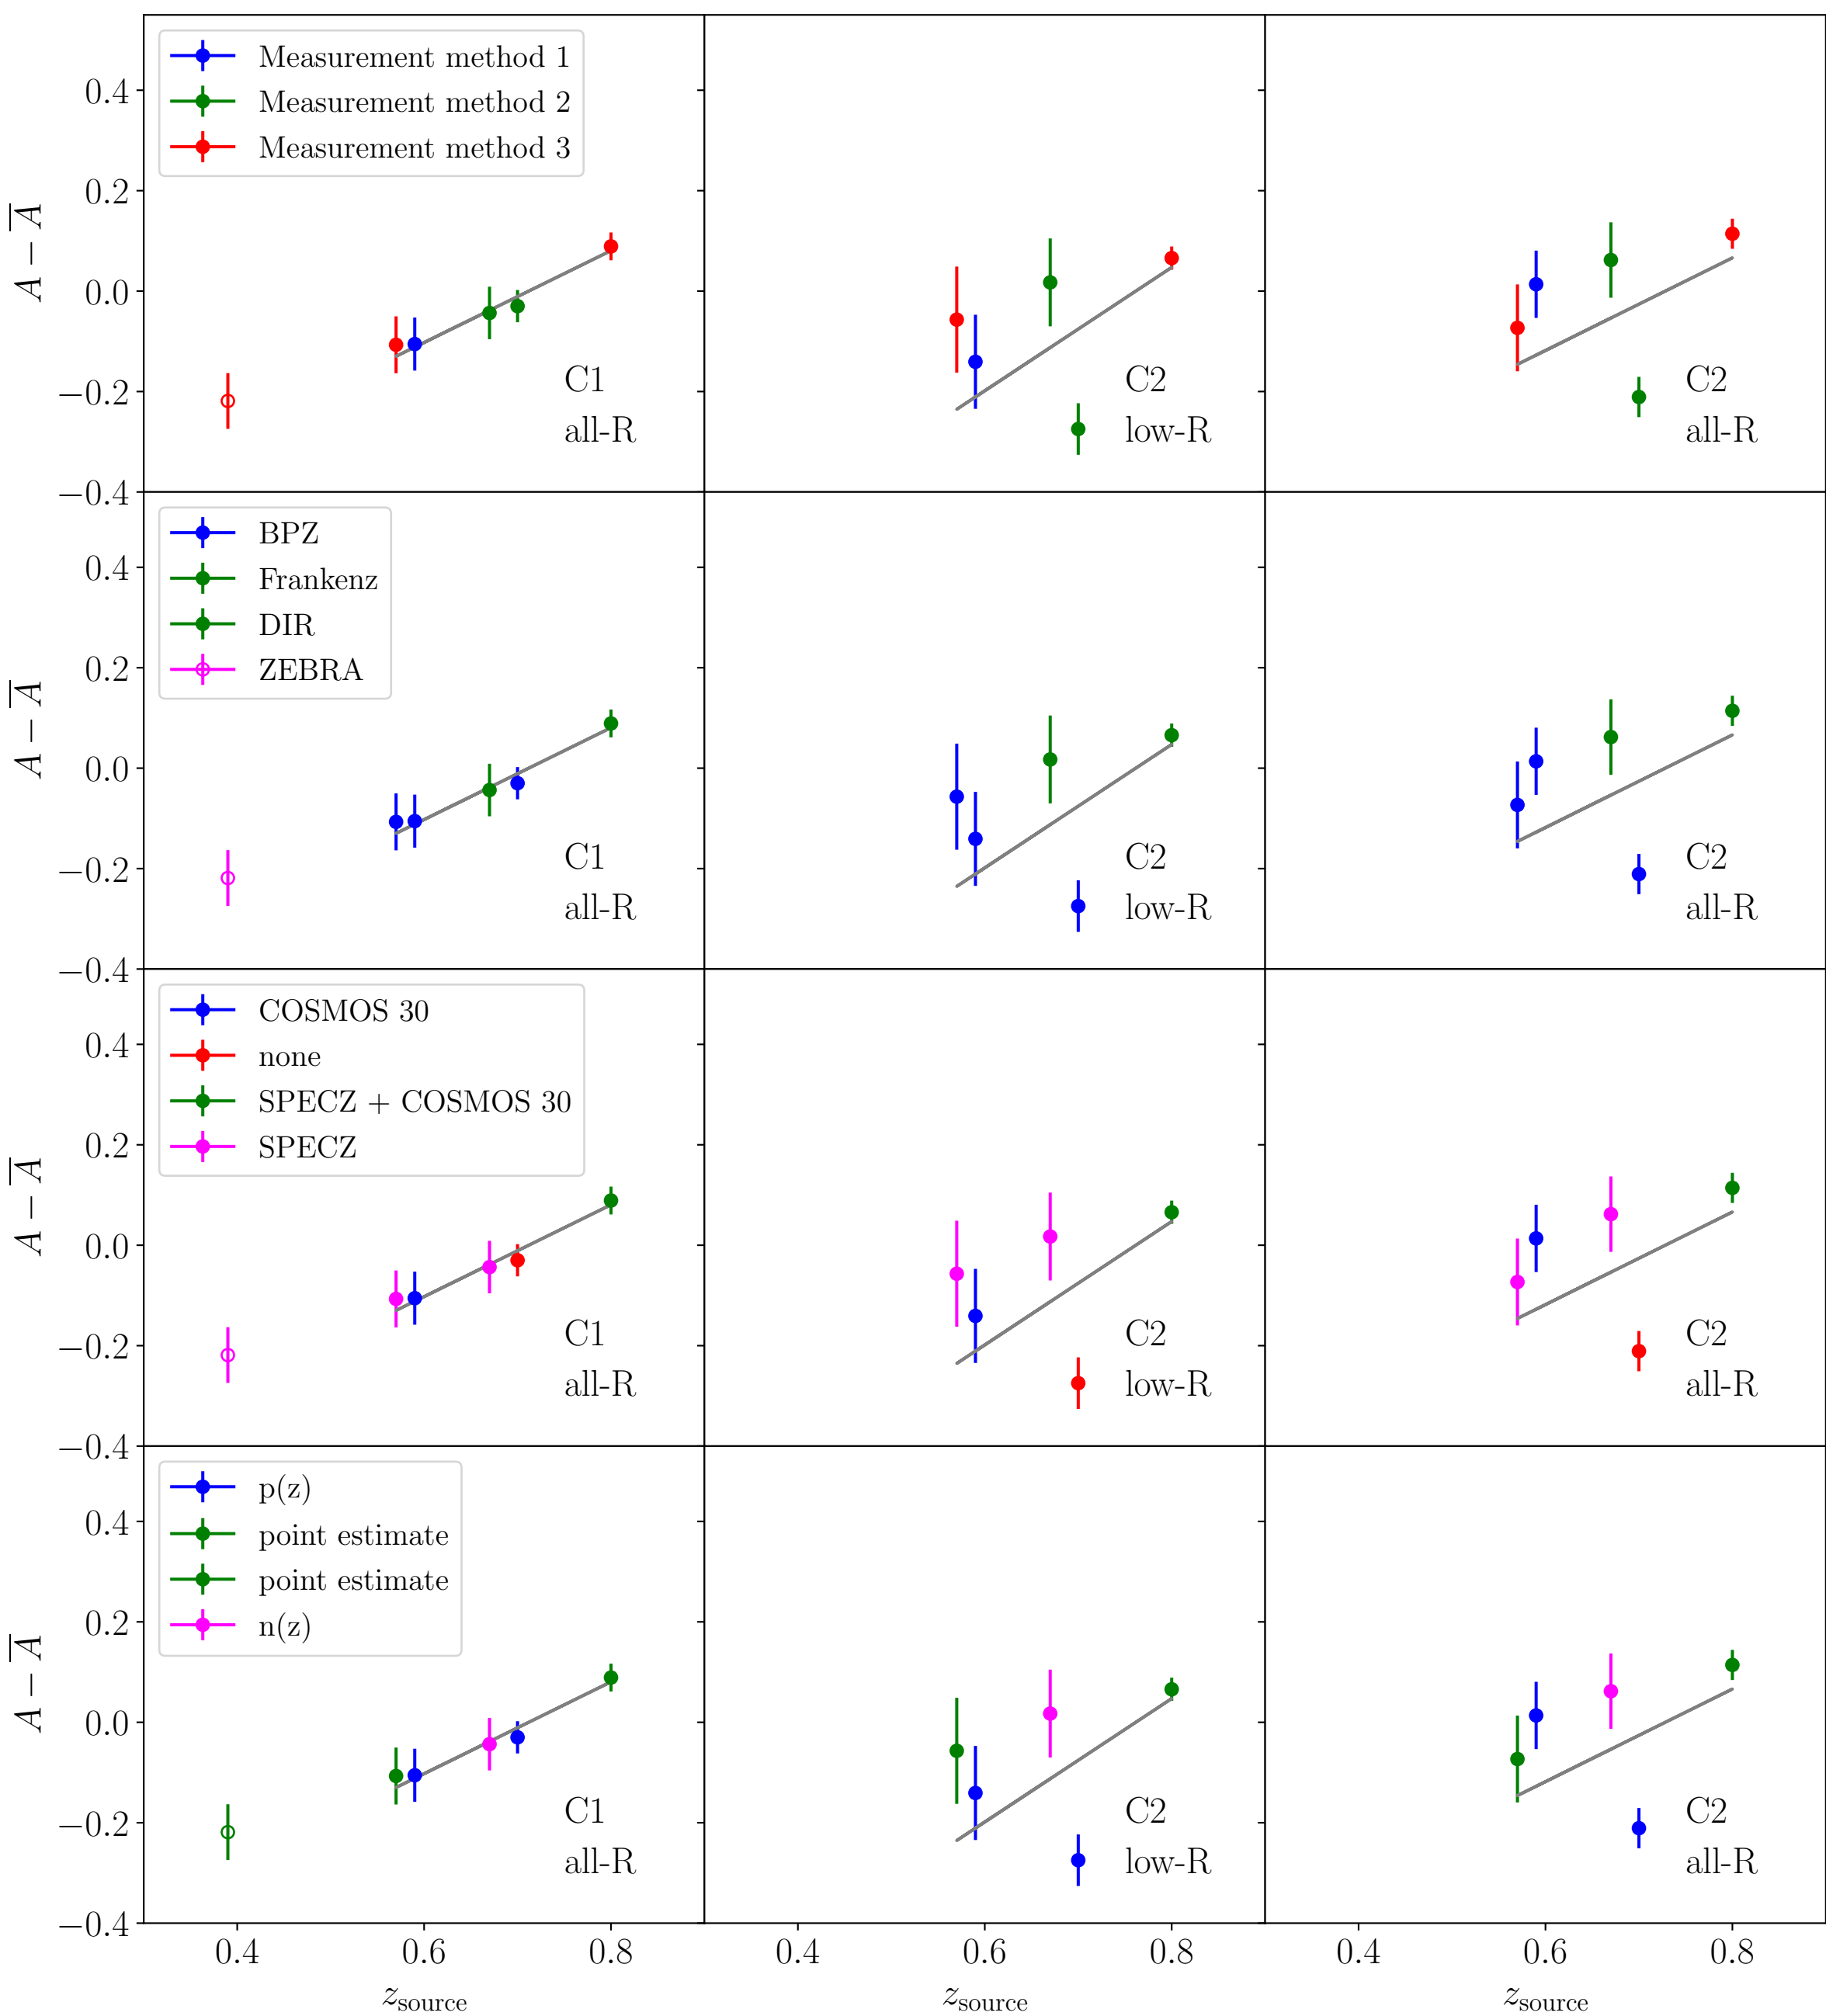 Measurement method 1
Measurement method 2
Measurement method 3
0.4
0.2
0.0
−0.2
−0.4
A − A̅
C1
all-R
C2
low-R
C2
all-R
BPZ
Frankenz
DIR
ZEBRA
0.4
0.2
0.0
−0.2
−0.4
A − A̅
C1
all-R
C2
low-R
C2
all-R
COSMOS 30
none
SPECZ + COSMOS 30
SPECZ
0.4
0.2
0.0
−0.2
−0.4
A − A̅
C1
all-R
C2
low-R
C2
all-R
p(z)
point estimate
point estimate
n(z)
0.4
0.2
0.0
−0.2
−0.4
A − A̅
C1
all-R
C2
low-R
C2
all-R
0.4 0.6 0.8 0.4 0.6 0.8 0.4 0.6 0.8
z_source z_source z_source